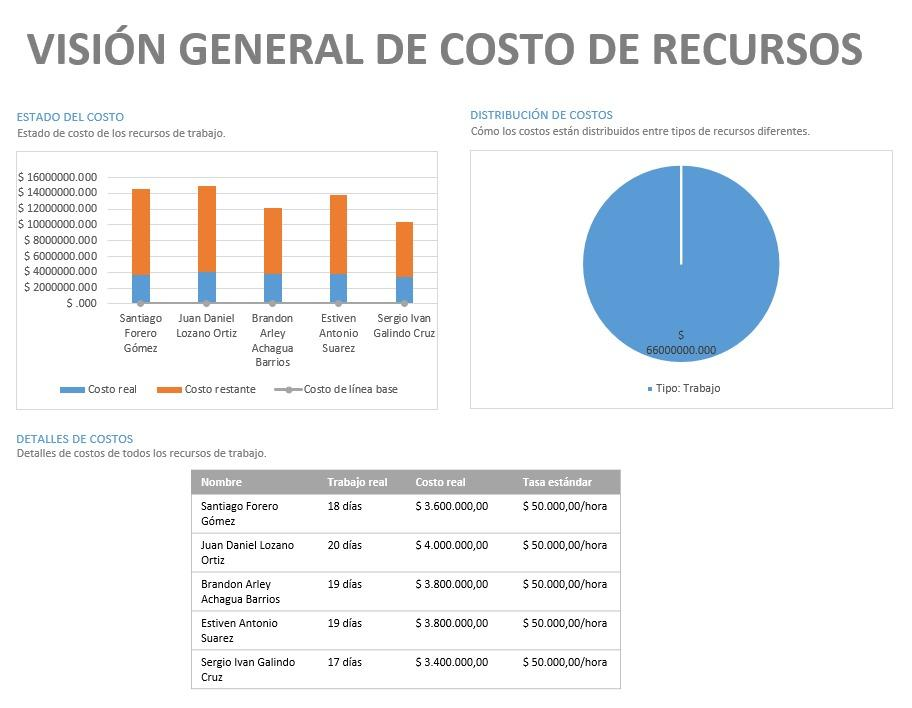 VISIÓN GENERAL DE COSTO DE RECURSOS
ESTADO DEL COSTO
Estado de costo de los recursos de trabajo.
$ 16000000.000
$ 14000000.000
$ 12000000.000
$ 10000000.000
$ 8000000.000
$ 6000000.000
$ 4000000.000
$ 2000000.000
$ .000
Santiago Forero Gómez
Juan Daniel Lozano Ortiz
Brandon Arley Achagua Barrios
Estiven Antonio Suarez
Sergio Ivan Galindo Cruz
Costo real Costo restante Costo de línea base
DISTRIBUCIÓN DE COSTOS
Cómo los costos están distribuidos entre tipos de recursos diferentes.
$
66000000.000
Tipo: Trabajo
DETALLES DE COSTOS
Detalles de costos de todos los recursos de trabajo.
Nombre Trabajo real Costo real Tasa estándar
Santiago Forero Gómez 18 días $ 3.600.000,00 $ 50.000,00/hora
Juan Daniel Lozano Ortiz 20 días $ 4.000.000,00 $ 50.000,00/hora
Brandon Arley Achagua Barrios 19 días $ 3.800.000,00 $ 50.000,00/hora
Estiven Antonio Suarez 19 días $ 3.800.000,00 $ 50.000,00/hora
Sergio Ivan Galindo Cruz 17 días $ 3.400.000,00 $ 50.000,00/hora